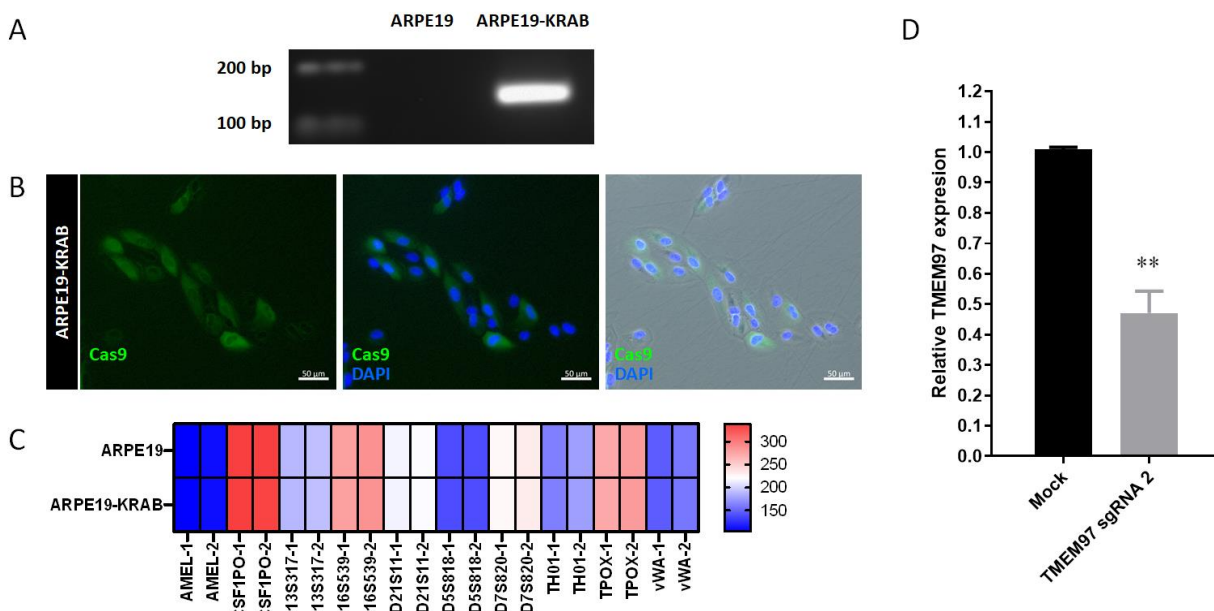 A
ARPE19 ARPE19-KRAB
200 bp
100 bp
B
ARPE19-KRAB
Cas9
50 µm
Cas9
DAPI
50 µm
Cas9
DAPI
50 µm
C
ARPE19
ARPE19-KRAB
300
250
200
150
AMEL-1
AMEL-2
CSF1PO-1
CSF1PO-2
13S317-1
13S317-2
16S539-1
16S539-2
D21S11-1
D21S11-2
D5S818-1
D5S818-2
D7S820-1
D7S820-2
TH01-1
TH01-2
TPOX-1
TPOX-2
vWA-1
vWA-2
D
Relative TMEM97 expression
1.2
1.1
1.0
0.9
0.8
0.7
0.6
0.5
0.4
0.3
0.2
0.1
0.0
**
Mock
TMEM97 sgRNA 2